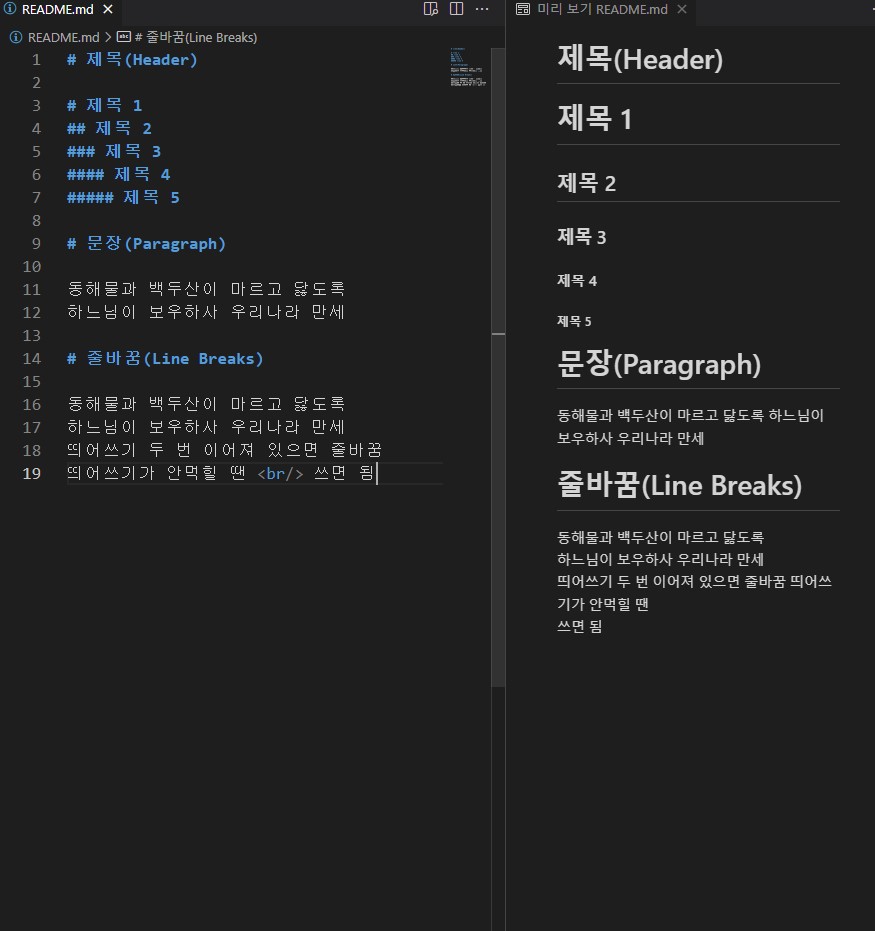 README.md
미리 보기 README.md
README.md > # 줄바꿈(Line Breaks)
1 # 제목(Header)
2
3 # 제목 1
4 ## 제목 2
5 ### 제목 3
6 #### 제목 4
7 ##### 제목 5
8
9 # 문장(Paragraph)
10
11 동해물과 백두산이 마르고 닳도록
12 하느님이 보우하사 우리나라 만세
13
14 # 줄바꿈(Line Breaks)
15
16 동해물과 백두산이 마르고 닳도록
17 하느님이 보우하사 우리나라 만세
18 띄어쓰기 두 번 이어져 있으면 줄바꿈
19 띄어쓰기가 안먹힐 땐 <br/> 쓰면 됨
제목(Header)
제목 1
제목 2
제목 3
제목 4
제목 5
문장(Paragraph)
동해물과 백두산이 마르고 닳도록 하느님이
보우하사 우리나라 만세
줄바꿈(Line Breaks)
동해물과 백두산이 마르고 닳도록
하느님이 보우하사 우리나라 만세
띄어쓰기 두 번 이어져 있으면 줄바꿈 띄어쓰
기가 안먹힐 땐
쓰면 됨